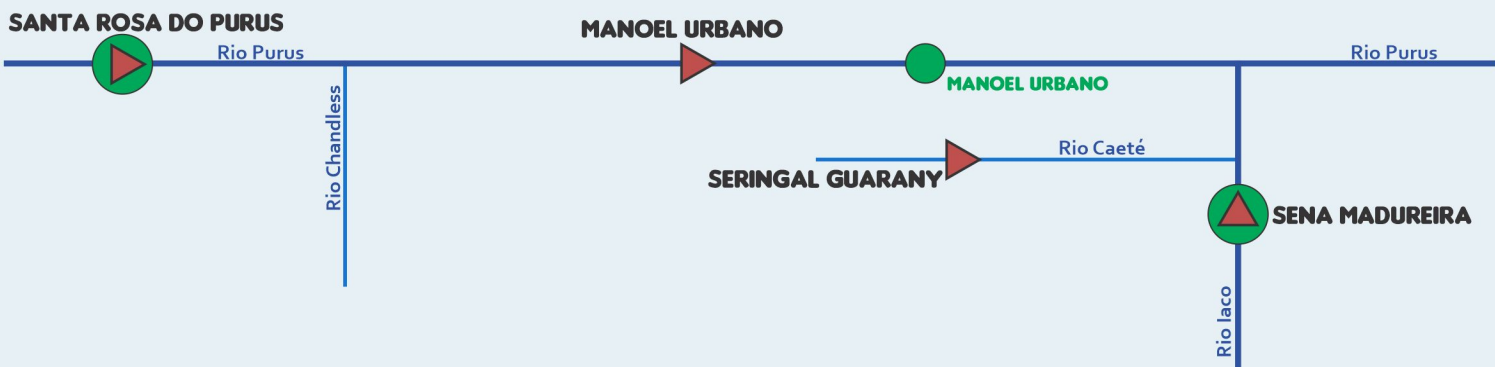 SANTA ROSA DO PURUS
Rio Purus
MANOEL URBANO
Rio Purus
MANOEL URBANO
Rio Chandless
Rio Caeté
SERINGAL GUARANY
SENA MADUREIRA
Rio Iaco